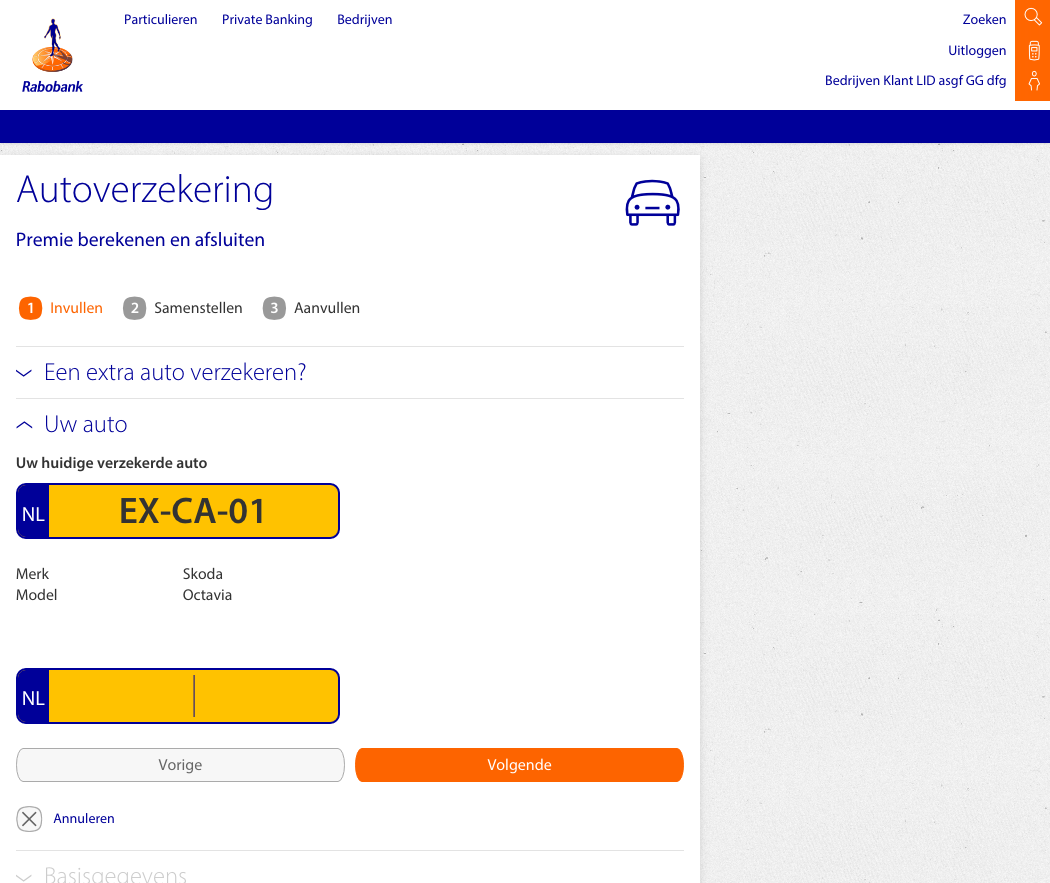 Particulieren Private Banking Bedrijven
Zoeken
Uitloggen
Bedrijven Klant LID asgf GG dfg
Rabobank
Autoverzekering
Premie berekenen en afsluiten
1 Invullen 2 Samenstellen 3 Aanvullen
Een extra auto verzekeren?
Uw auto
Uw huidige verzekerde auto
NL EX-CA-01
Merk Skoda
Model Octavia
NL
Vorige Volgende
Annuleren
Basisgegevens